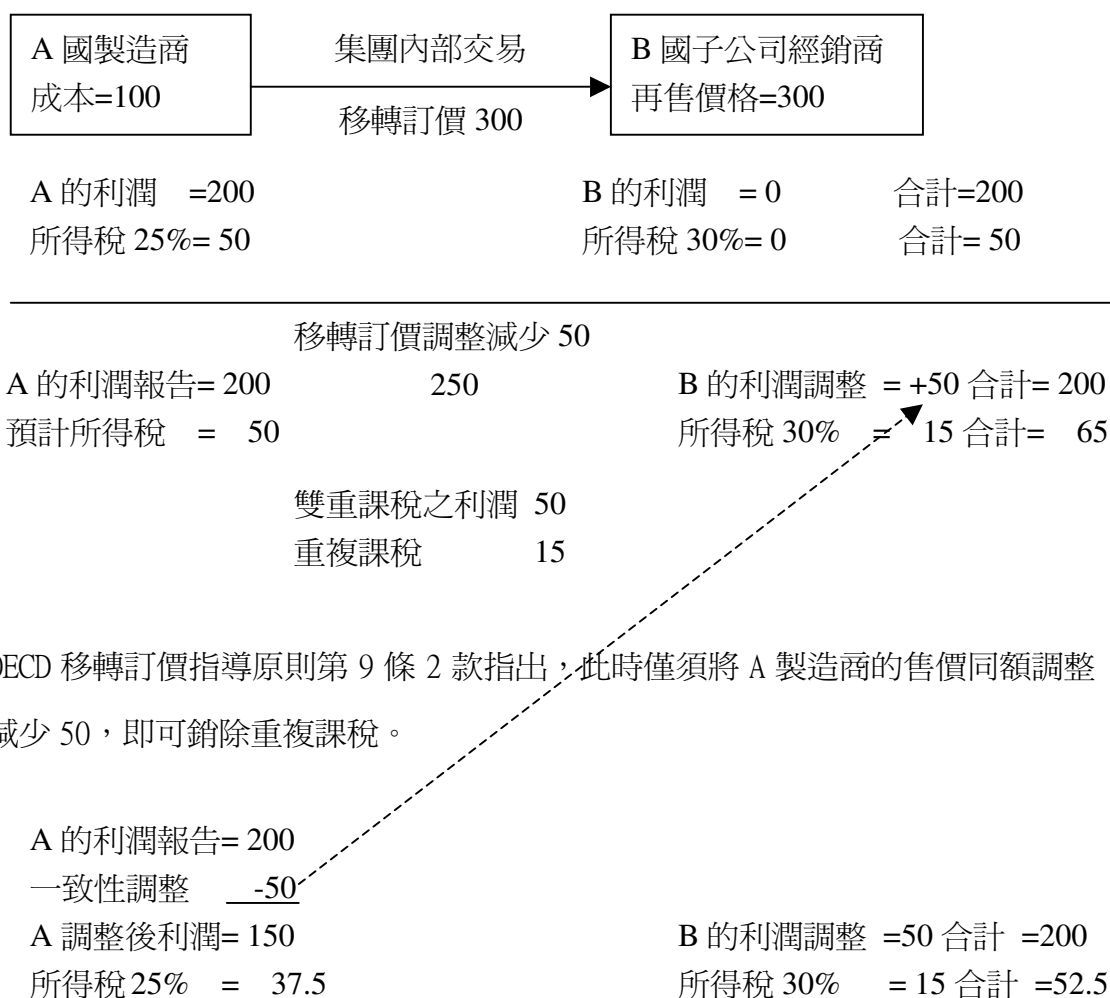 A 國製造商 集團內部交易 B 國子公司經銷商
成本=100 移轉訂價 300 再售價格=300
A 的利潤 =200 B 的利潤 = 0 合計=200
所得稅 25%= 50 所得稅 30%= 0 合計= 50
移轉訂價調整減少 50
A 的利潤報告= 200 250 B 的利潤調整 = +50 合計= 200
預計所得稅 = 50 所得稅 30% = 15 合計= 65
雙重課稅之利潤 50
重複課稅 15
OECD 移轉訂價指導原則第 9 條 2 款指出，此時僅須將 A 製造商的售價同額調整
減少 50，即可銷除重複課稅。
A 的利潤報告= 200
一致性調整 -50
A 調整後利潤= 150 B 的利潤調整 =50 合計 =200
所得稅 25% = 37.5 所得稅 30% = 15 合計 =52.5